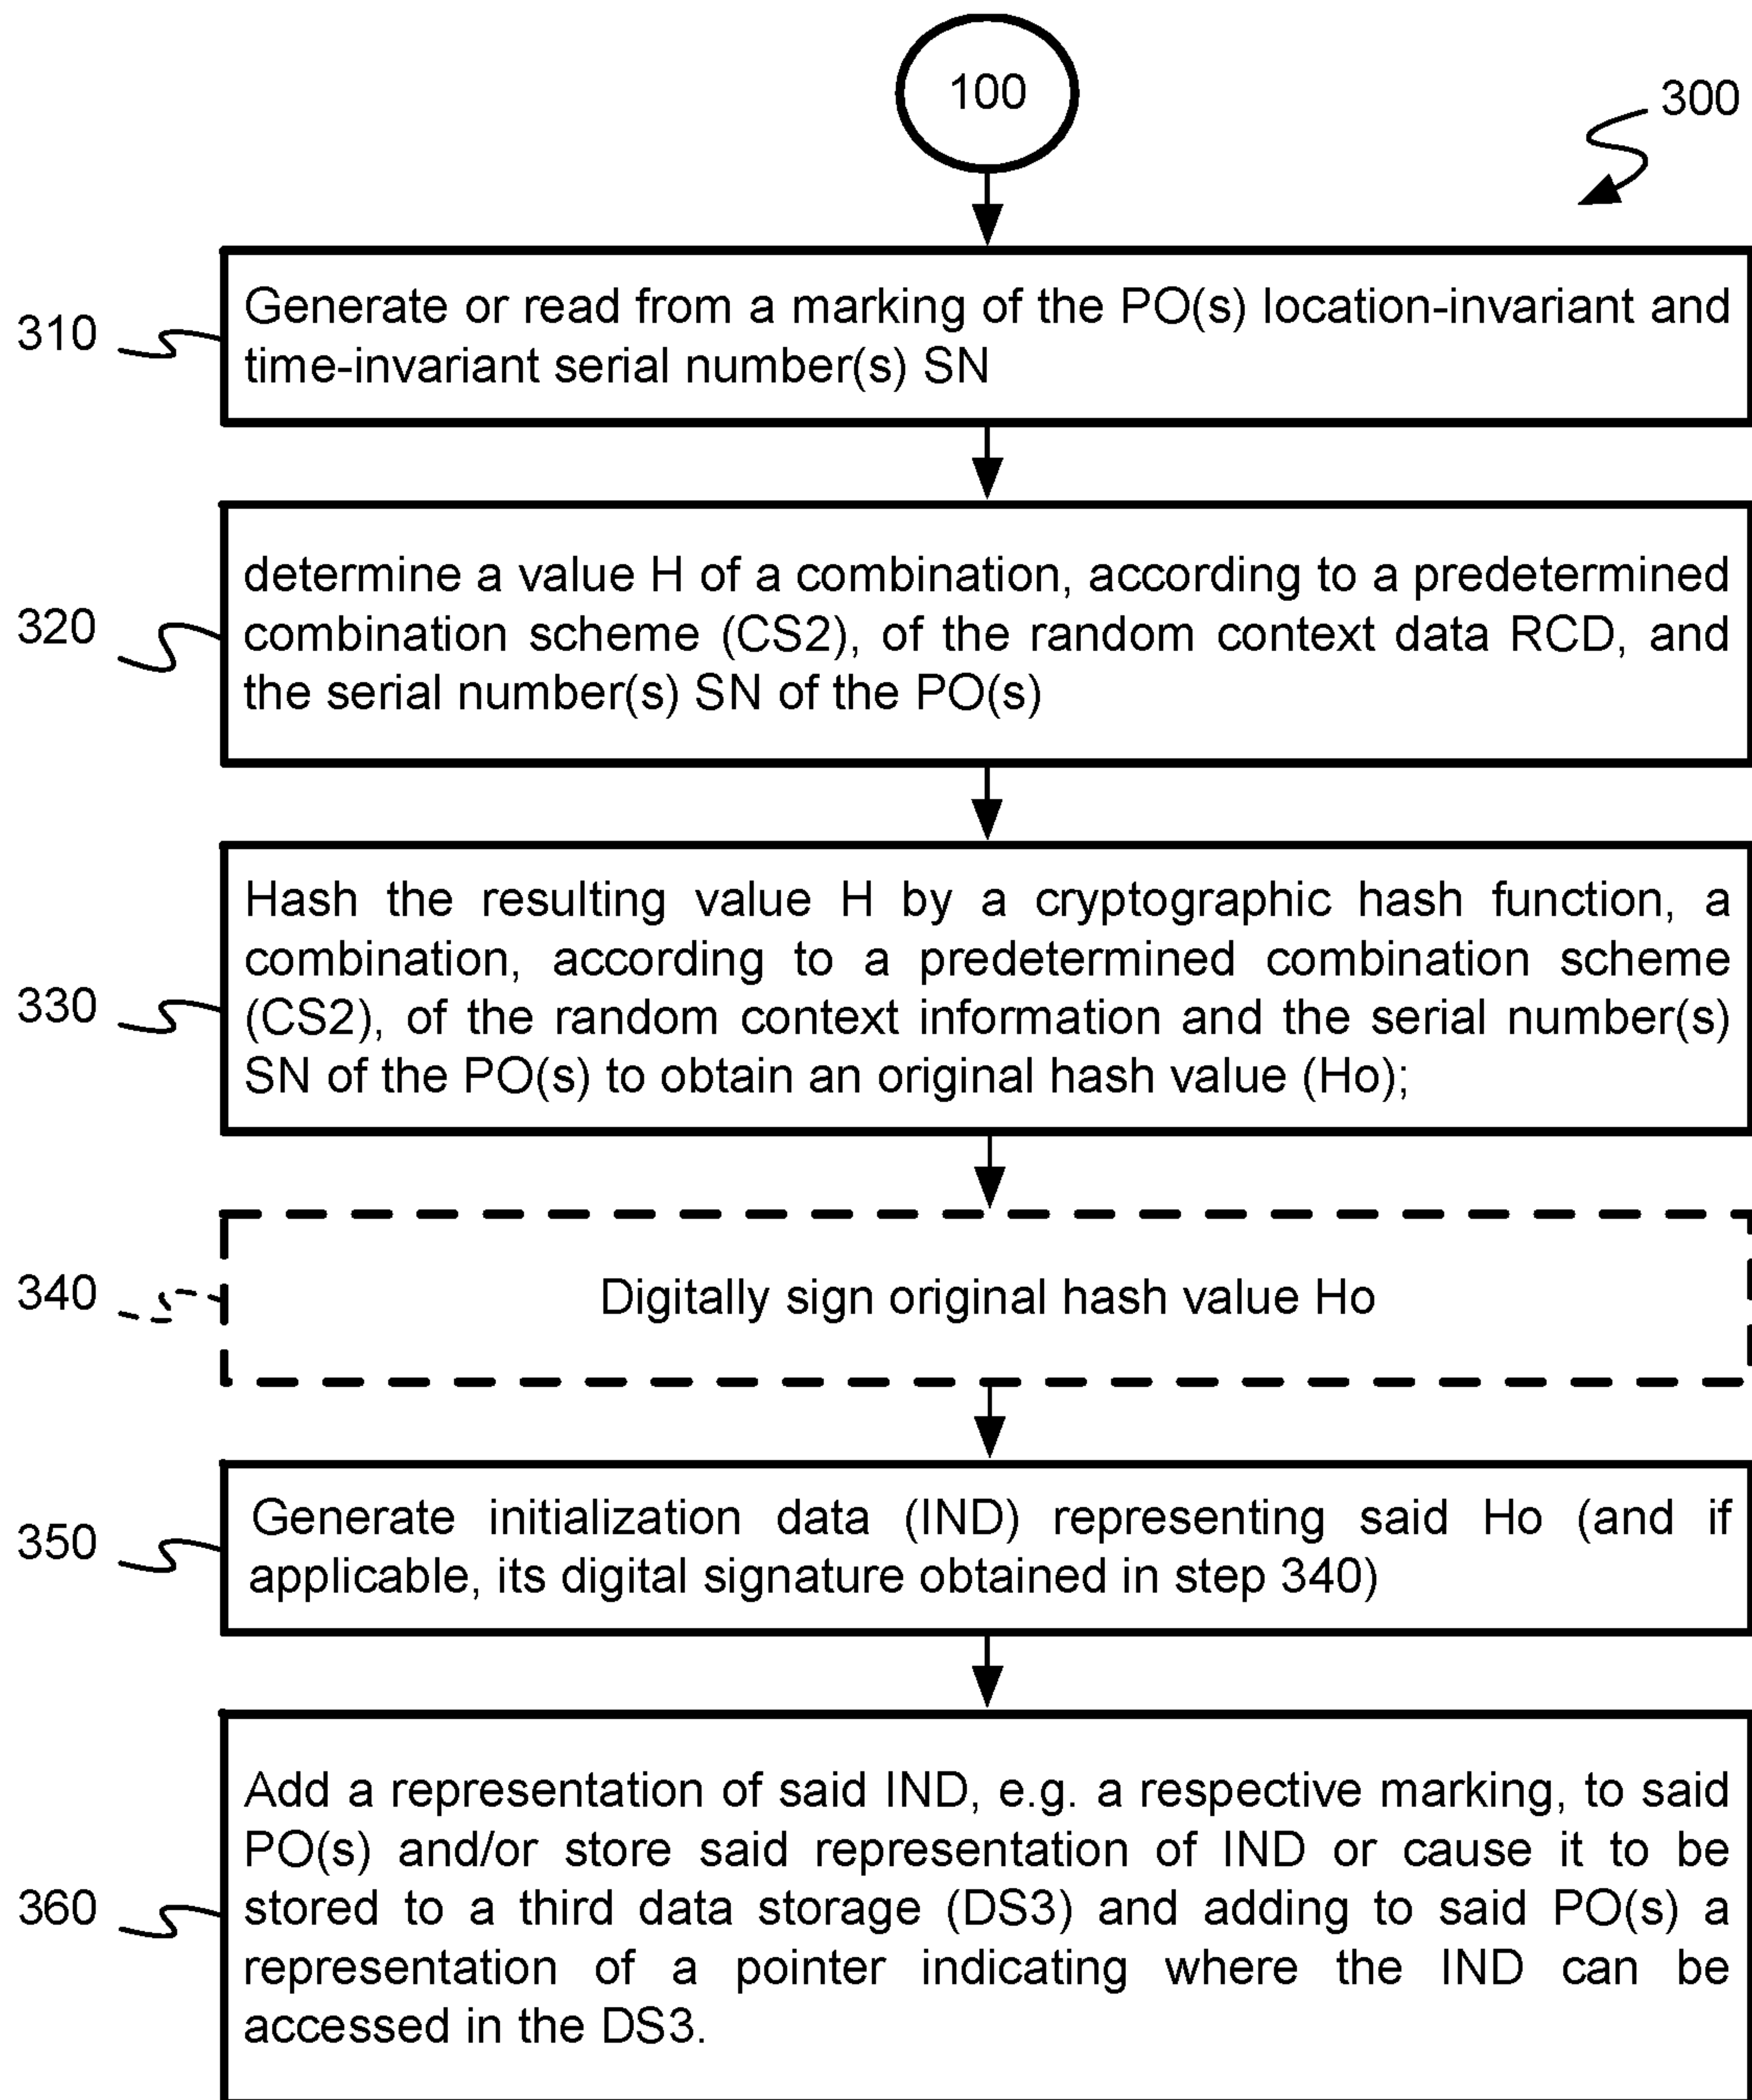 100
300
310
Generate or read from a marking of the PO(s) location-invariant and
time-invariant serial number(s) SN
320
determine a value H of a combination, according to a predetermined
combination scheme (CS2), of the random context data RCD, and
the serial number(s) SN of the PO(s)
330
Hash the resulting value H by a cryptographic hash function, a
combination, according to a predetermined combination scheme
(CS2), of the random context information and the serial number(s)
SN of the PO(s) to obtain an original hash value (Ho);
340
Digitally sign original hash value Ho
350
Generate initialization data (IND) representing said Ho (and if
applicable, its digital signature obtained in step 340)
360
Add a representation of said IND, e.g. a respective marking, to said
PO(s) and/or store said representation of IND or cause it to be
stored to a third data storage (DS3) and adding to said PO(s) a
representation of a pointer indicating where the IND can be
accessed in the DS3.